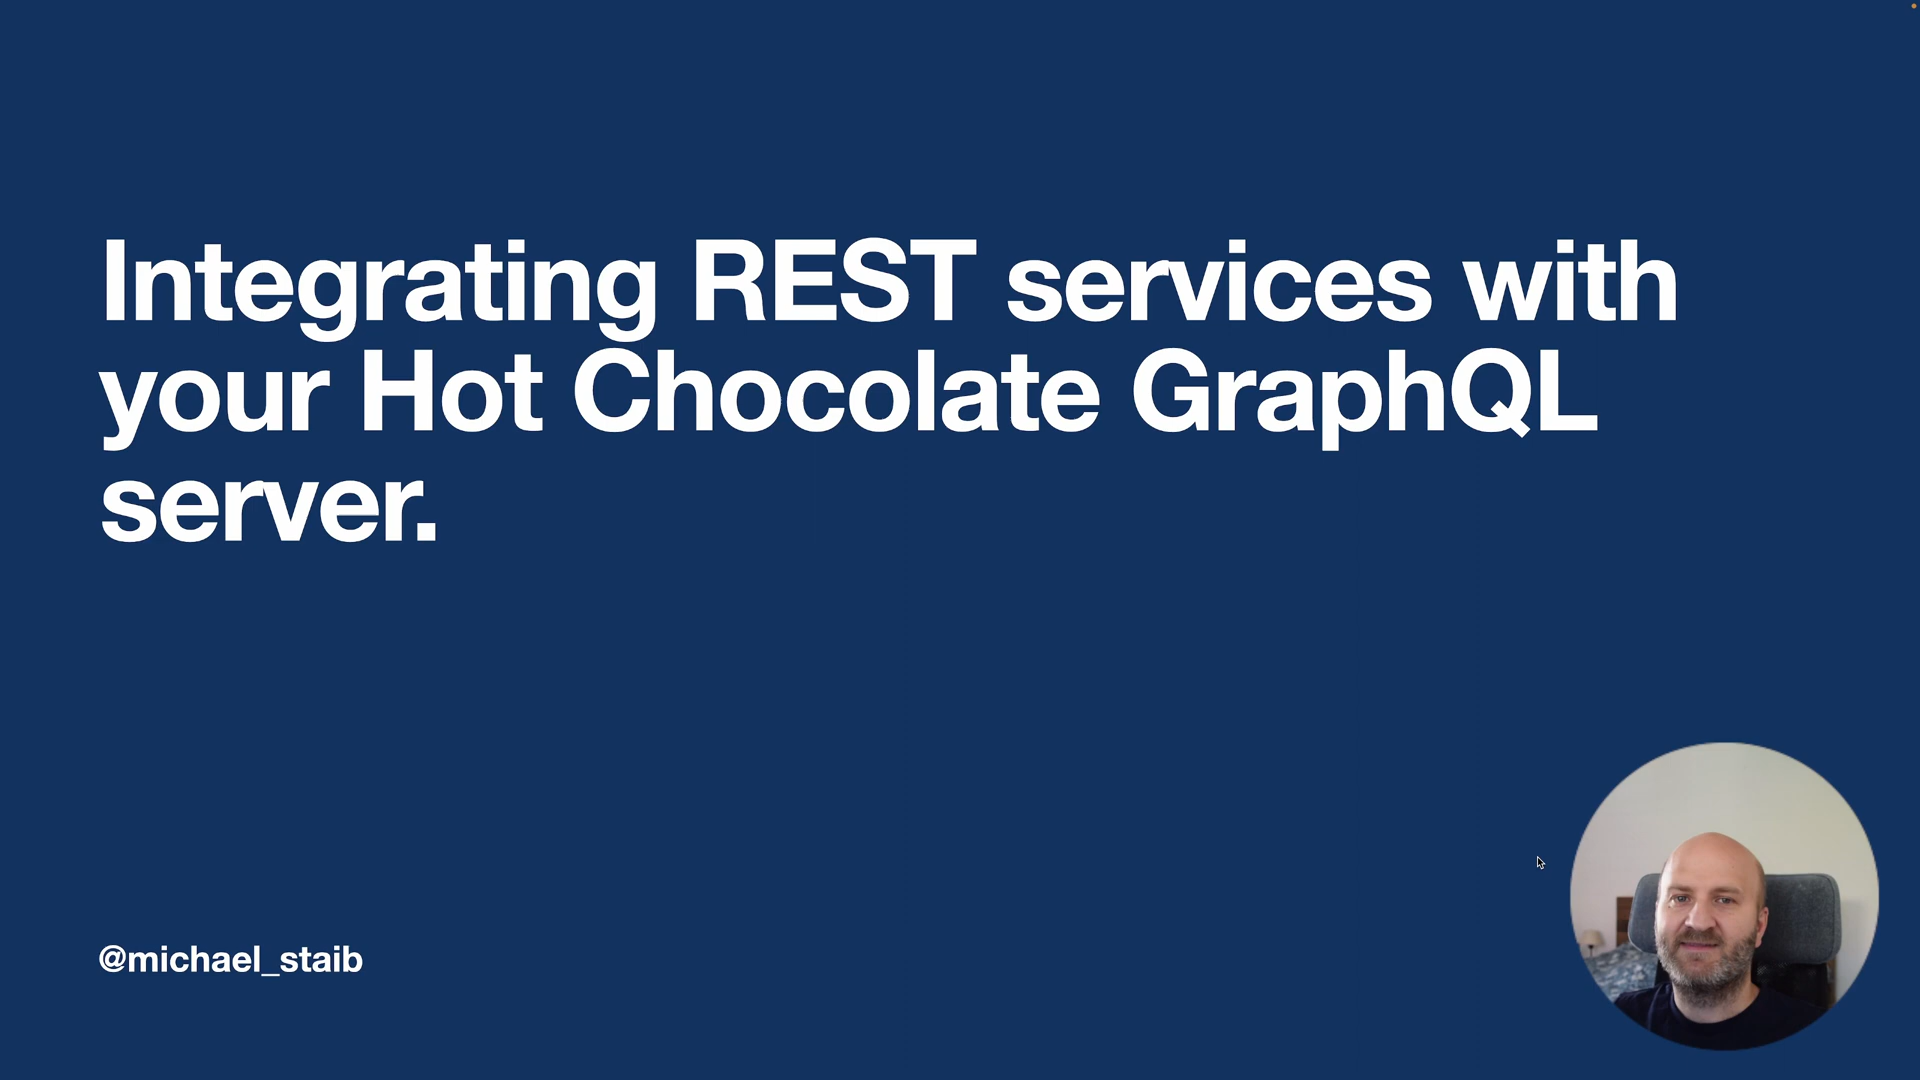 Integrating REST services with
your Hot Chocolate GraphQL
server.
@michael_staib